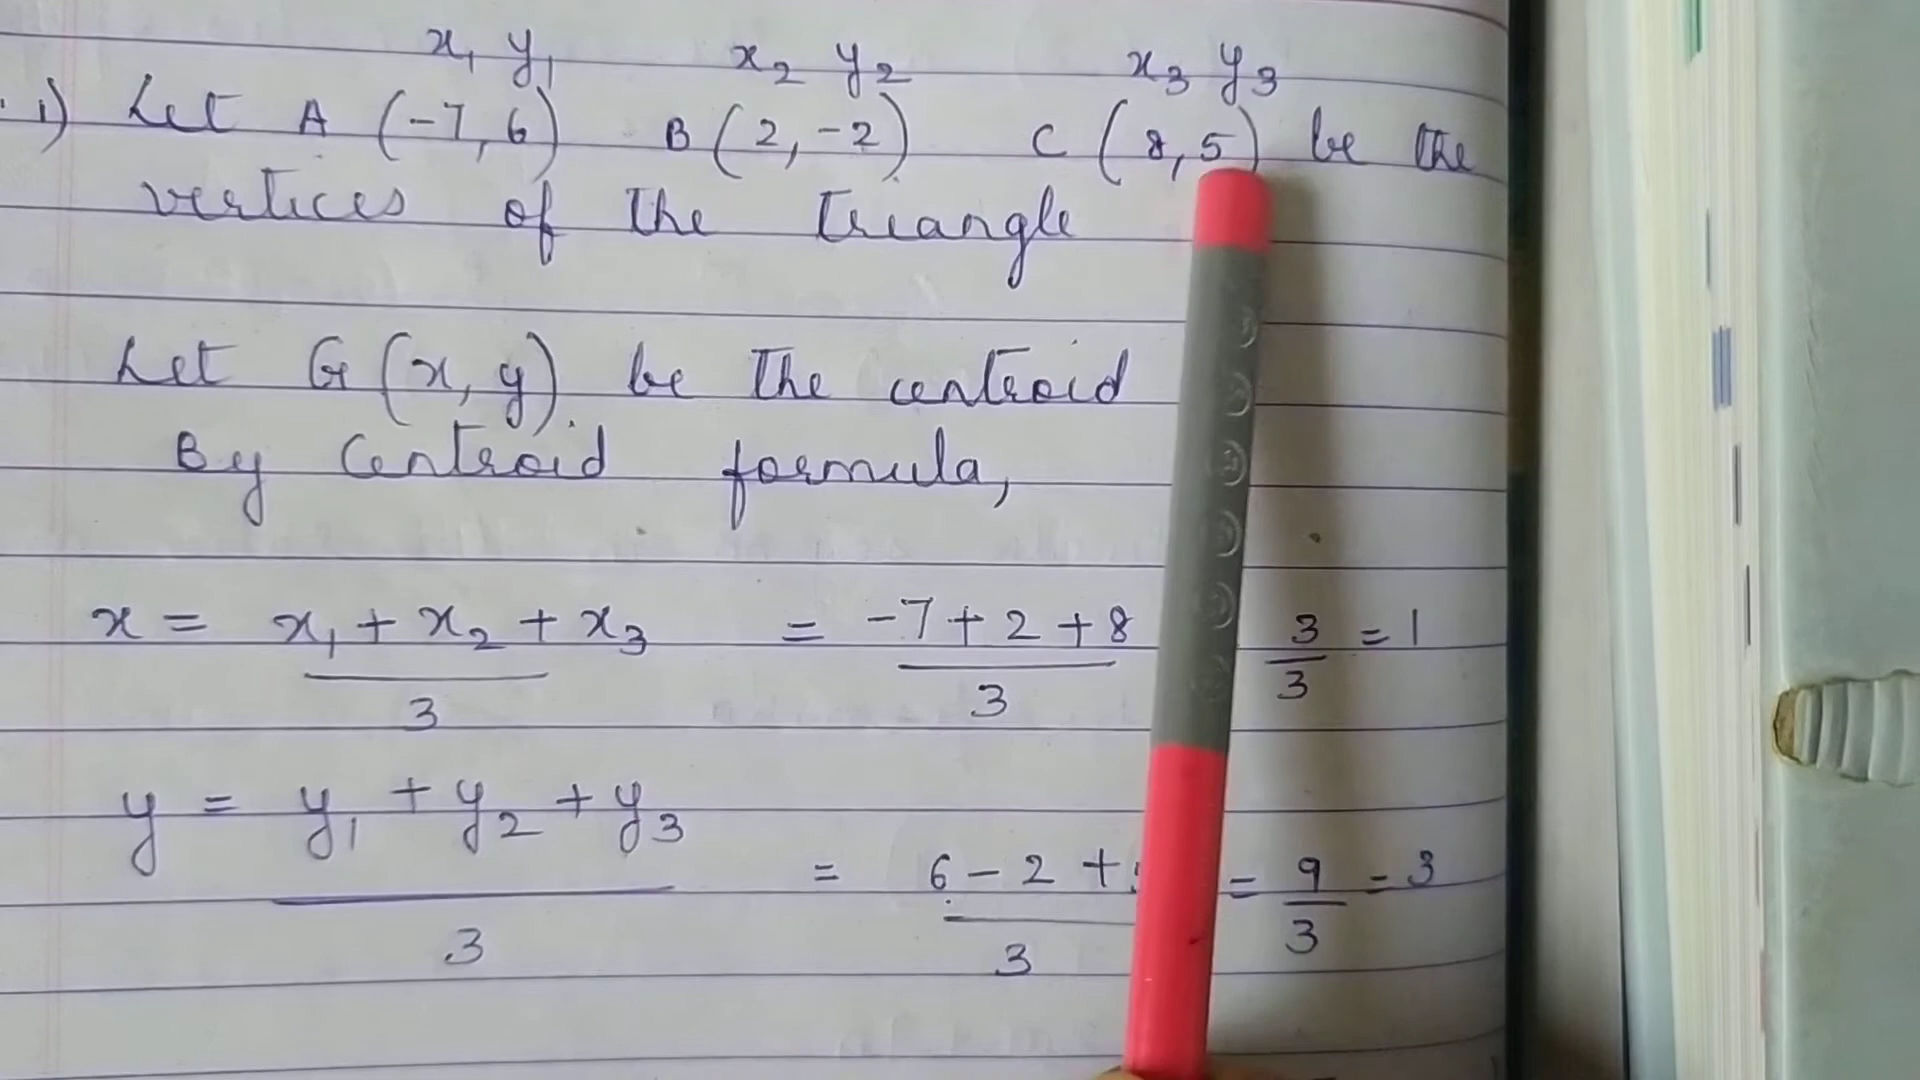 x₁ y₁ x₂ y₂ x₃ y₃
1) Let A (-7, 6) B (2, -2) C (8, 5) be the
vertices of the triangle
Let G (x, y) be the centroid
By Centroid formula,
x = x₁ + x₂ + x₃ = -7 + 2 + 8 3 = 1
3 3 3
y = y₁ + y₂ + y₃
= 6 - 2 + = 9 = 3
3 3 3